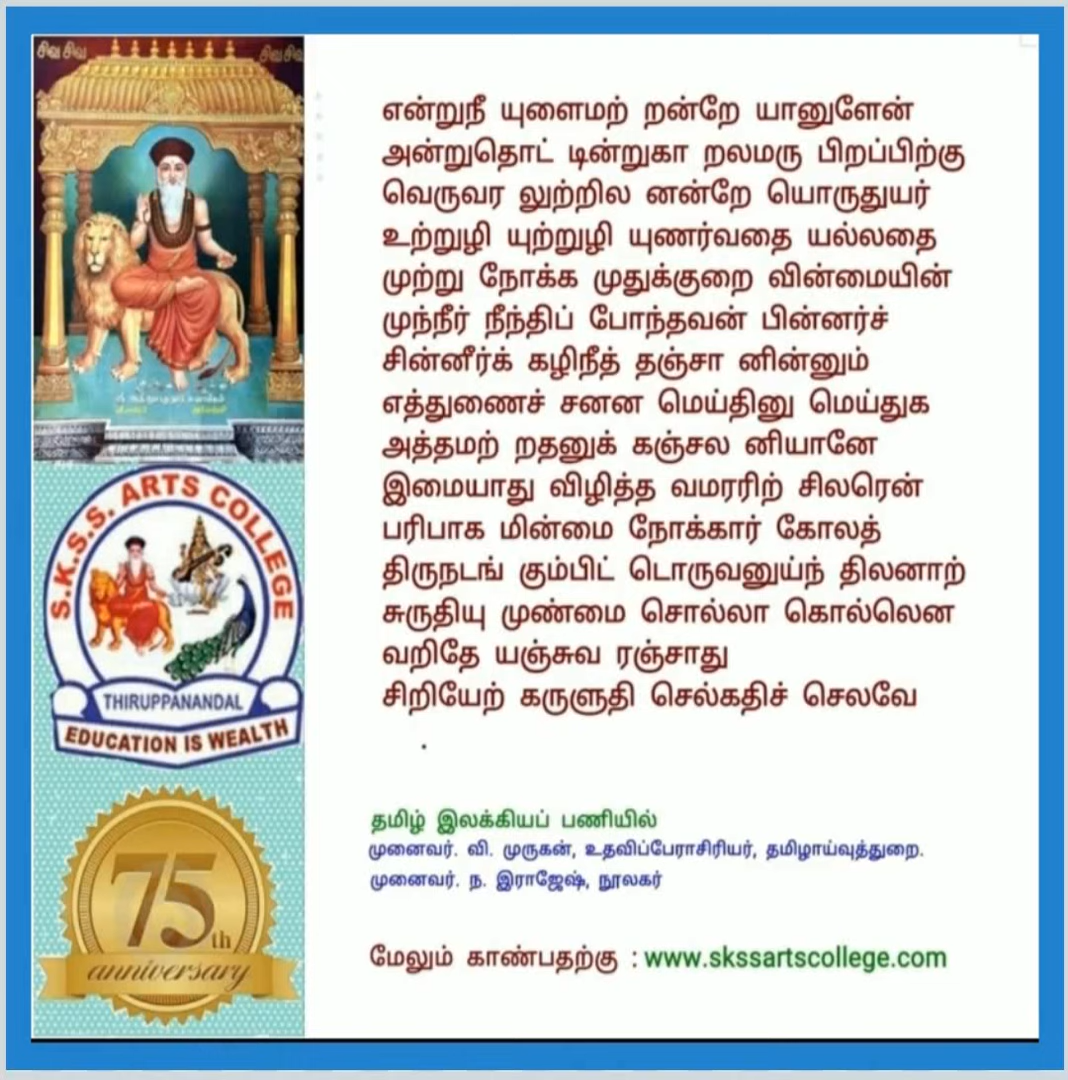 சிவ சிவ
சிவ சிவ
என்றுநீ யுளைமற் றன்றே யானுளேன்
அன்றுதொட் டின்றுகா றலமரு பிறப்பிற்கு
வெருவர லுற்றில னன்றே யொருதுயர்
உற்றுழி யுற்றுழி யுணர்வதை யல்லதை
முற்று நோக்க முதுக்குறை வின்மையின்
முந்நீர் நீந்திப் போந்தவன் பின்னர்ச்
சின்னீர்க் கழிநீத் தஞ்சா னின்னும்
எத்துணைச் சனன மெய்தினு மெய்துக
அத்தமற் றதனுக் கஞ்சல னியானே
இமையாது விழித்த வமரரிற் சிலரென்
பரிபாக மின்மை நோக்கார் கோலத்
திருநடங் கும்பிட் டொருவனுய்ந் திலனாற்
சுருதியு முண்மை சொல்லா கொல்லென
வறிதே யஞ்சுவ ரஞ்சாது
சிறியேற் கருளுதி செல்கதிச் செலவே
.
S.K.S.S. ARTS COLLEGE
THIRUPPANANDAL
EDUCATION IS WEALTH
75th
anniversary
தமிழ் இலக்கியப் பணியில்
முனைவர். வி. முருகன், உதவிப்பேராசிரியர், தமிழாய்வுத்துறை.
முனைவர். ந. இராஜேஷ், நூலகர்
மேலும் காண்பதற்கு : www.skssartscollege.com